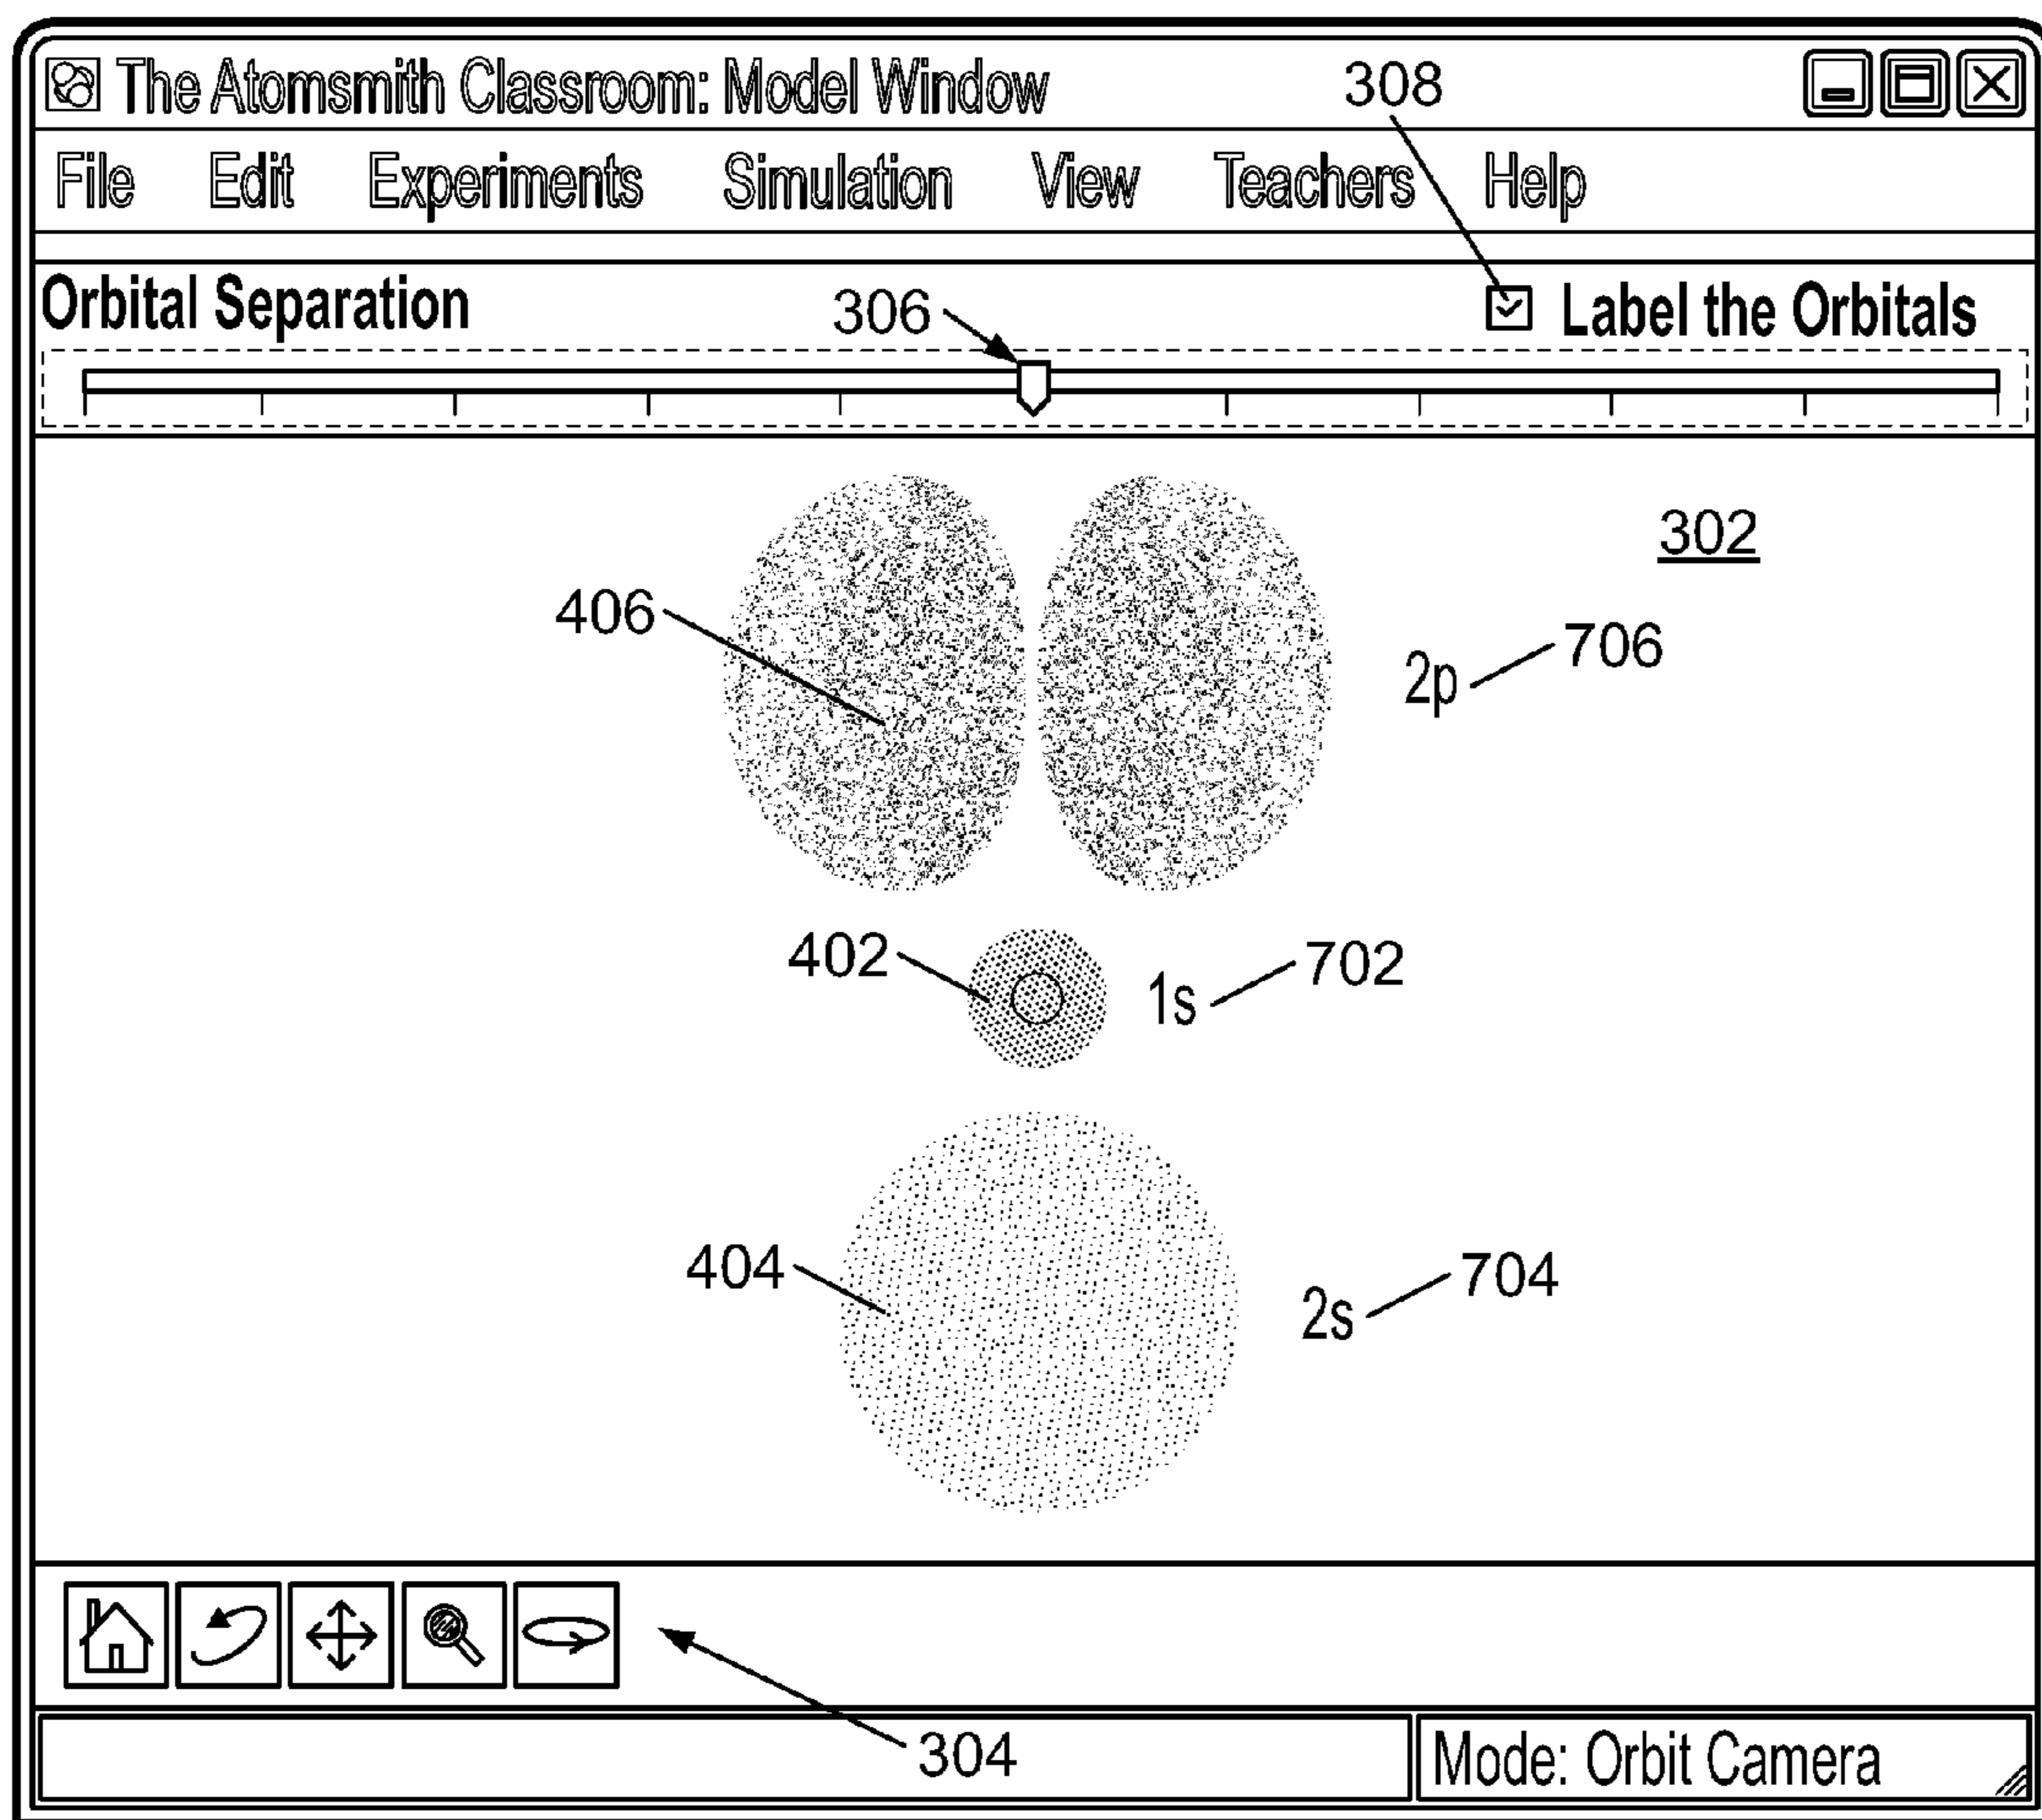 The Atomsmith Classroom: Model Window
308
File Edit Experiments Simulation View Teachers Help
Orbital Separation
306
Label the Orbitals
302
406
2p
706
402
1s
702
404
2s
704
304
Mode: Orbit Camera